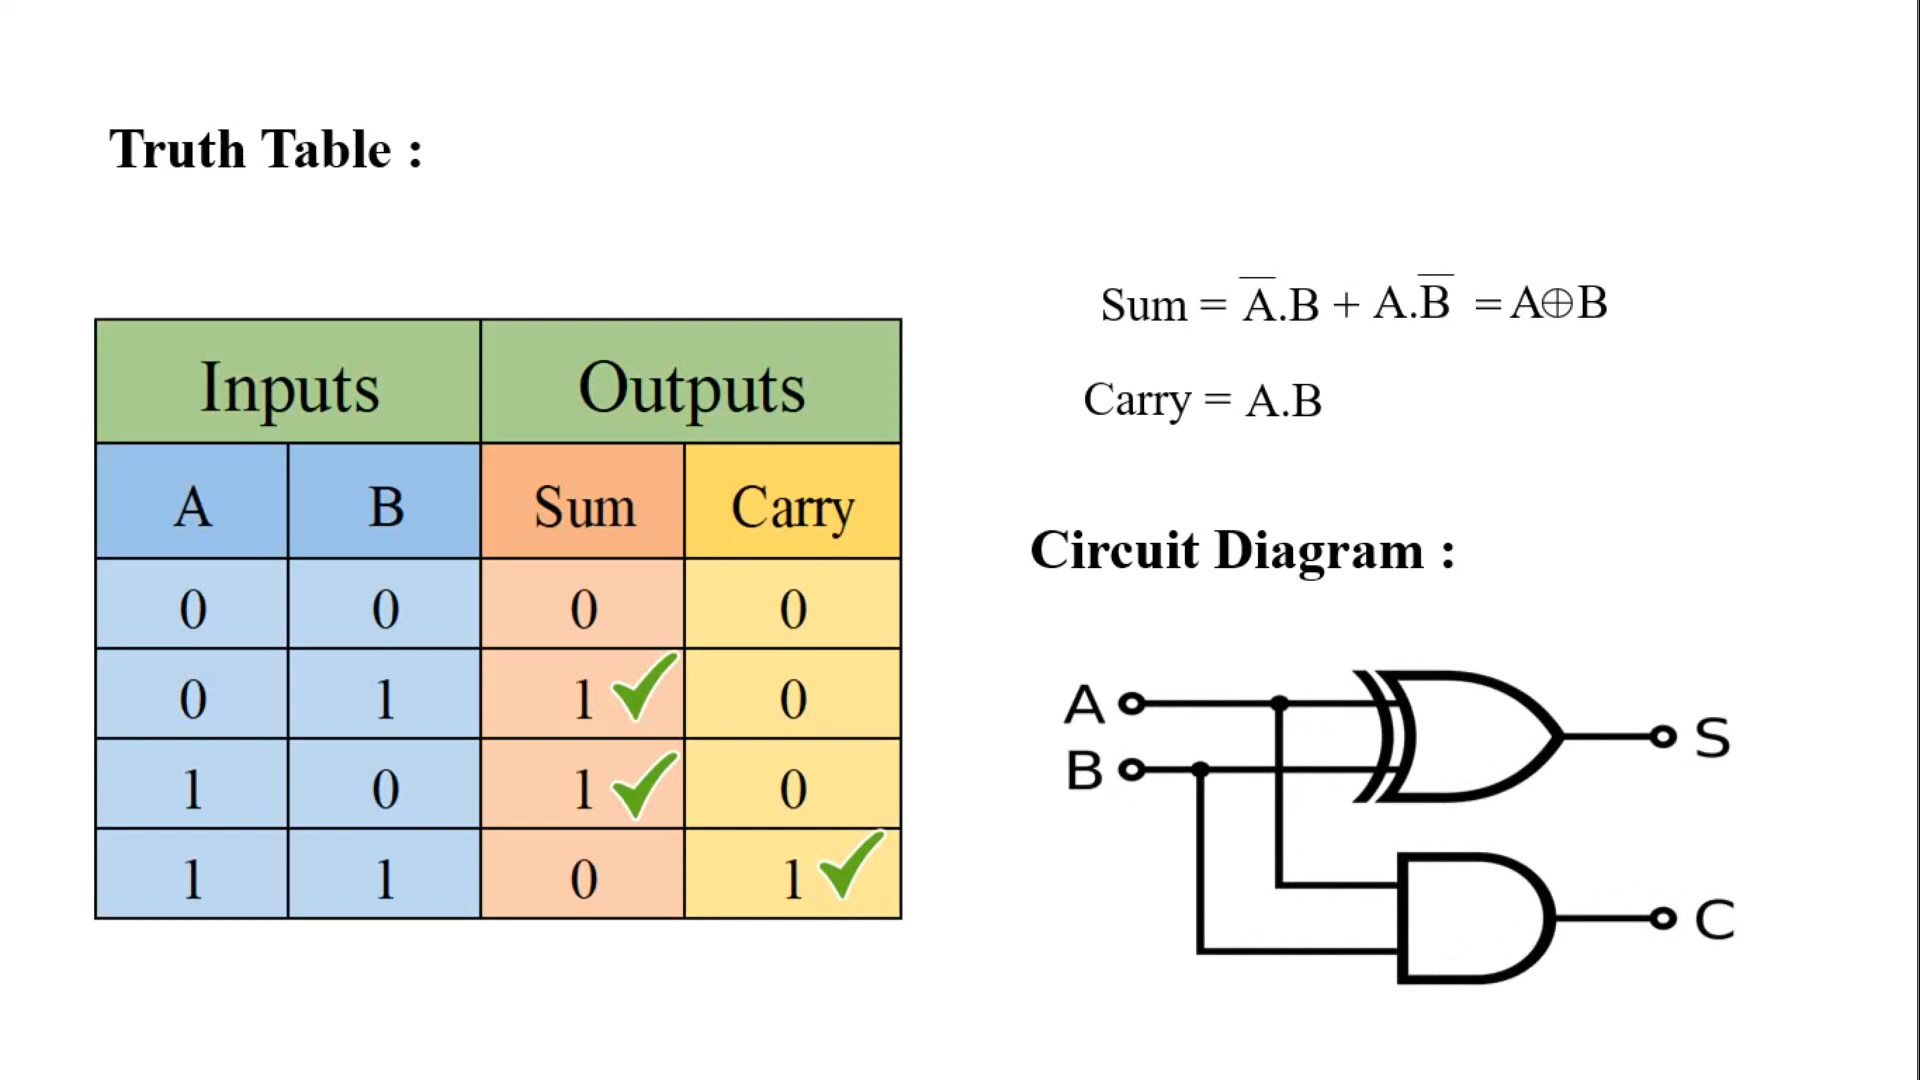 Truth Table :
Inputs Outputs
A B Sum Carry
0 0 0 0
0 1 1 0
1 0 1 0
1 1 0 1
Sum = A̅.B + A.B̅ = A⊕B
Carry = A.B
Circuit Diagram :
A
B
S
C